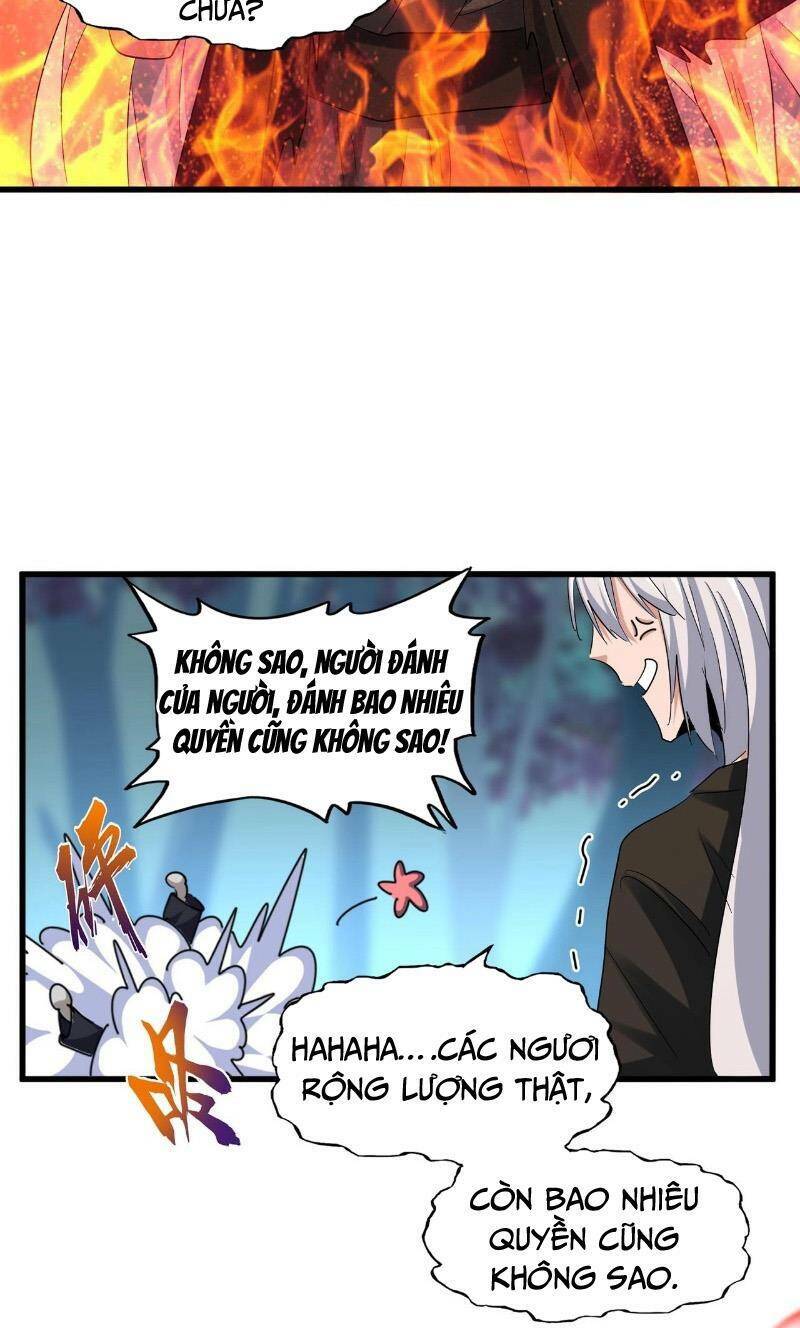 CHƯA?
KHÔNG SAO, NGƯỜI ĐÁNH
CỦA NGƯỜI, ĐÁNH BAO NHIÊU
QUYỀN CŨNG KHÔNG SAO!
HAHAHA... .CÁC NGƯƠI
RỘNG LƯỢNG THẬT,
CÒN BAO NHIÊU
QUYỀN CŨNG
KHÔNG SAO.